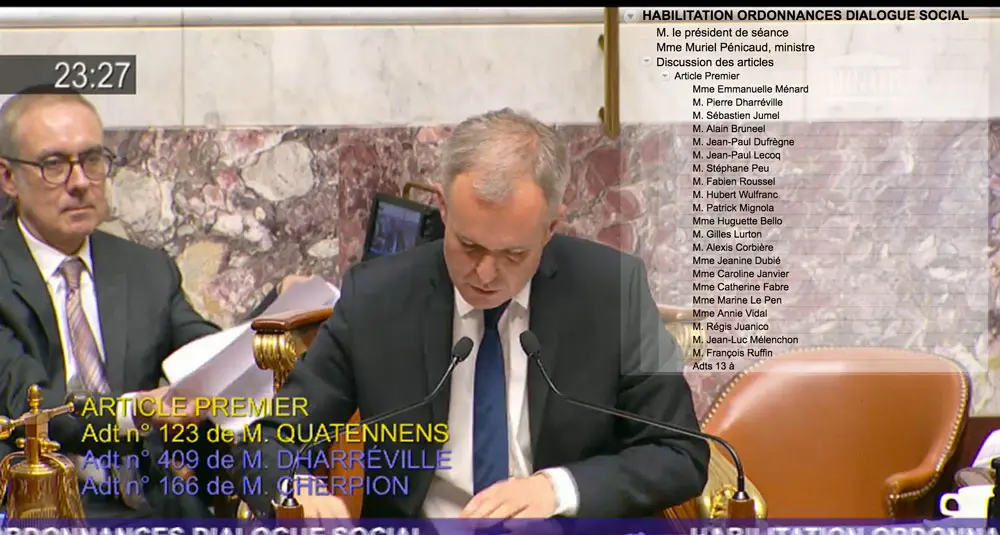 HABILITATION ORDONNANCES DIALOGUE SOCIAL
M. le président de séance
Mme Muriel Pénicaud, ministre
Discussion des articles
Article Premier
Mme Emmanuelle Ménard
M. Pierre Dharréville
M. Sébastien Jumel
M. Alain Bruneel
M. Jean-Paul Dufrègne
M. Jean-Paul Lecoq
M. Stéphane Peu
M. Fabien Roussel
M. Hubert Wulfranc
M. Patrick Mignola
Mme Huguette Bello
M. Gilles Lurton
M. Alexis Corbière
Mme Jeanine Dubié
Mme Caroline Janvier
Mme Catherine Fabre
Mme Marine Le Pen
Mme Annie Vidal
M. Régis Juanico
M. Jean-Luc Mélenchon
M. François Ruffin
Adts 13 à
23:27
ARTICLE PREMIER
Adt n° 123 de M. QUATENNENS
Adt n° 409 de M. DHARRÉVILLE
Adt n° 166 de M. CHERPION
ORDONNANCES DIALOGUE SOCIAL HABILITATION ORDONNA